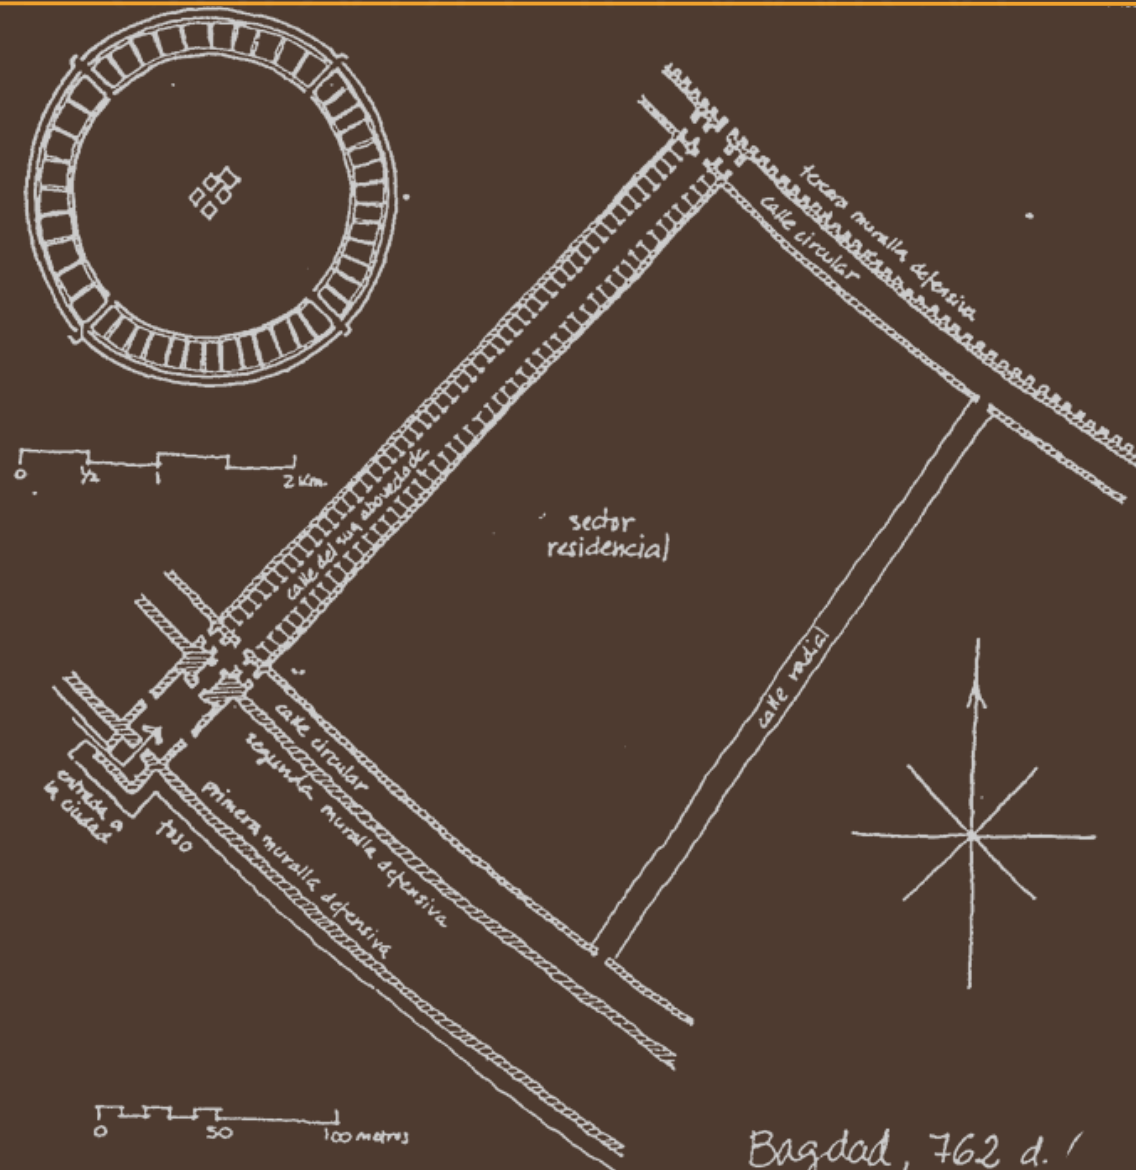 tercera muralla defensiva
calle circular
0 ½ 1 2 Km.
calle del suq abovedada
sector
residencial
calle radial
calle circular
segunda muralla defensiva
entrada a
la ciudad
foso
primera muralla defensiva
0 50 100 metros
Bagdad, 762 d.